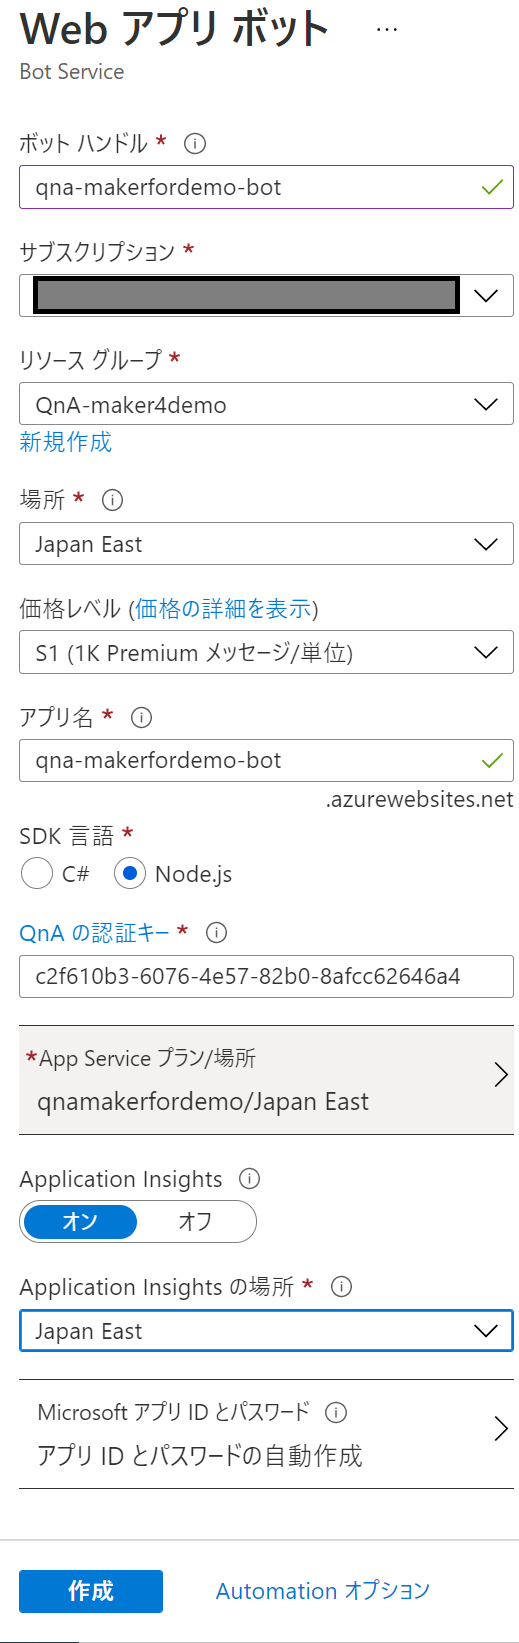 Web アプリ ボット …
Bot Service
ボット ハンドル *
qna-makerfordemo-bot
サブスクリプション *
リソース グループ *
QnA-maker4demo
新規作成
場所 *
Japan East
価格レベル (価格の詳細を表示)
S1 (1K Premium メッセージ/単位)
アプリ名 *
qna-makerfordemo-bot
.azurewebsites.net
SDK 言語 *
C# Node.js
QnA の認証キー *
c2f610b3-6076-4e57-82b0-8afcc62646a4
*App Service プラン/場所
qnamakerfordemo/Japan East
Application Insights
オン オフ
Application Insights の場所 *
Japan East
Microsoft アプリ ID とパスワード
アプリ ID とパスワードの自動作成
作成 Automation オプション